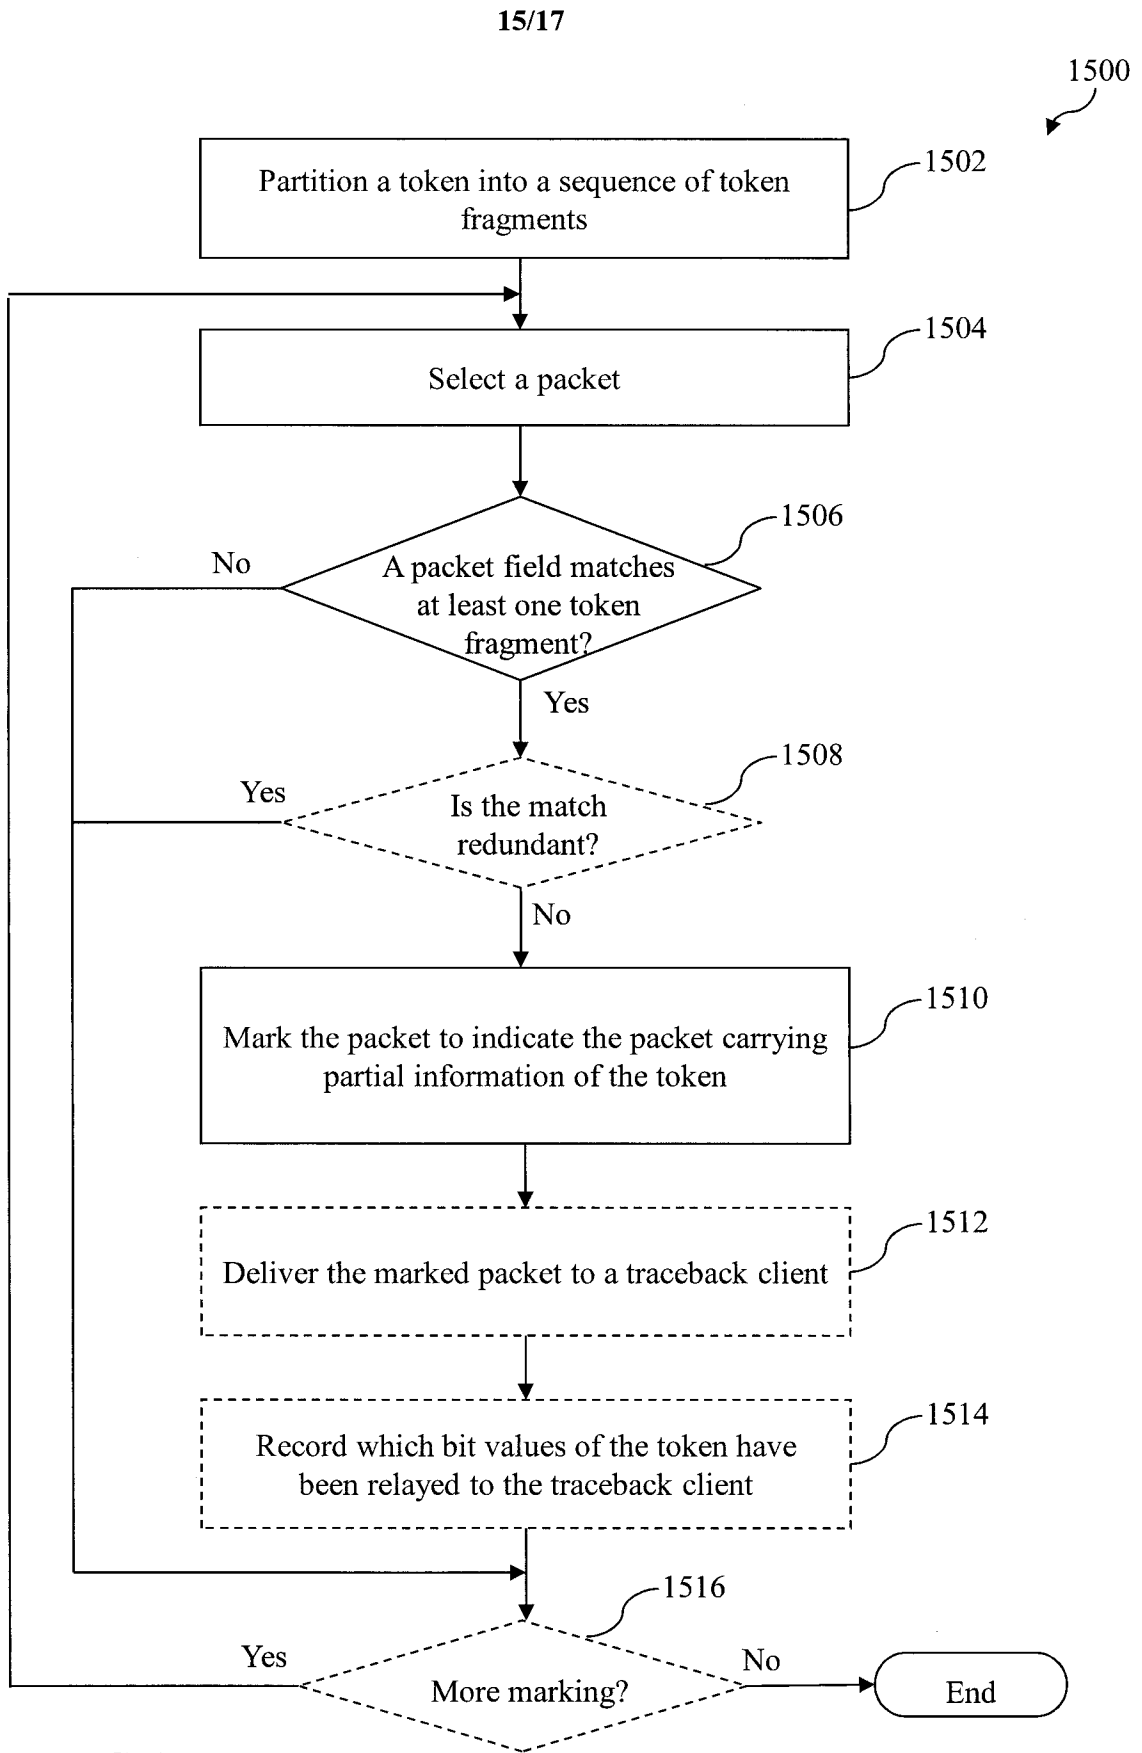 15/17
1500
1502
Partition a token into a sequence of token
fragments
1504
Select a packet
1506
No
A packet field matches
at least one token
fragment?
Yes
1508
Yes
Is the match
redundant?
No
1510
Mark the packet to indicate the packet carrying
partial information of the token
1512
Deliver the marked packet to a traceback client
1514
Record which bit values of the token have
been relayed to the traceback client
1516
Yes
No
More marking?
End